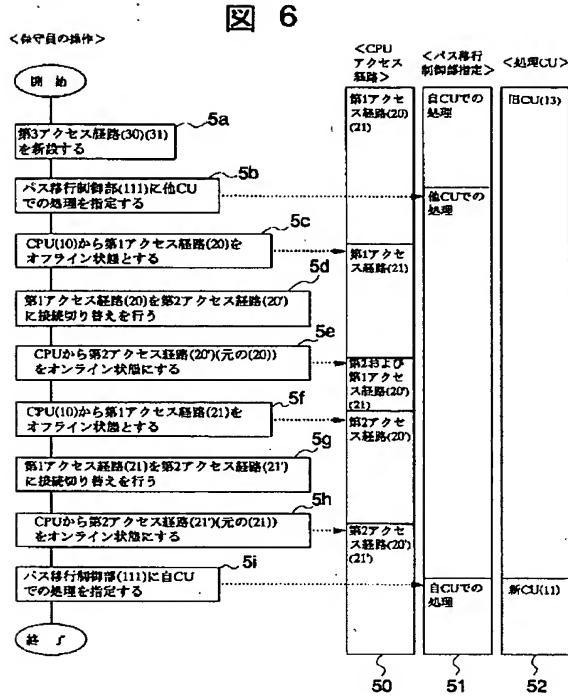 図 6
<保守員の操作>
<CPU
アクセス
経路>
<パス移行
制御部指定>
<処理CU>
開始
5a
第3アクセス経路(30)(31)
を新設する
5b
パス移行制御部(111)に他CU
での処理を指定する
5c
CPU(10)から第1アクセス経路(20)を
オフライン状態とする
5d
第1アクセス経路(20)を第2アクセス経路(20')
に接続切り替えを行う
5e
CPUから第2アクセス経路(20')(元の(20))
をオンライン状態にする
5f
CPU(10)から第1アクセス経路(21)を
オフライン状態とする
5g
第1アクセス経路(21)を第2アクセス経路(21')
に接続切り替えを行う
5h
CPUから第2アクセス経路(21')(元の(21))
をオンライン状態にする
5i
パス移行制御部(111)に自CU
での処理を指定する
終了
第1アクセ
ス経路(20)
(21)
第1アクセ
ス経路(21)
第2および
第1アクセ
ス経路(20')
(21)
第2アクセ
ス経路(20')
第2アクセ
ス経路(20')
(21')
50
自CUでの
処理
他CUでの
処理
自CUでの
処理
51
旧CU(13)
新CU(11)
52